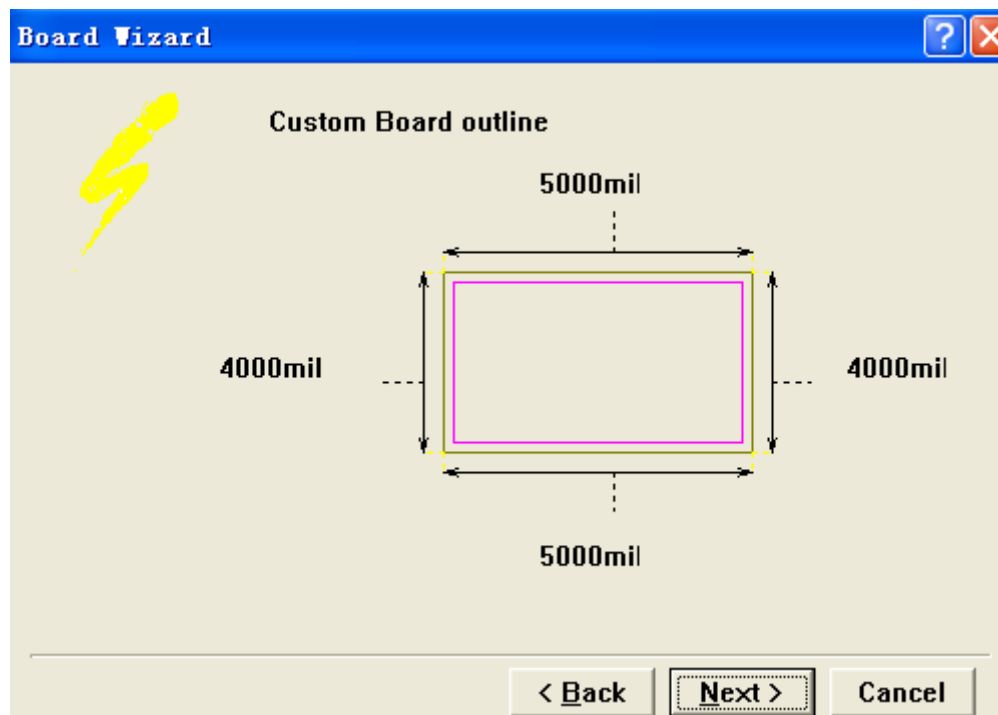 Board Wizard
?
Custom Board outline
5000mil
4000mil
4000mil
5000mil
< Back
Next >
Cancel